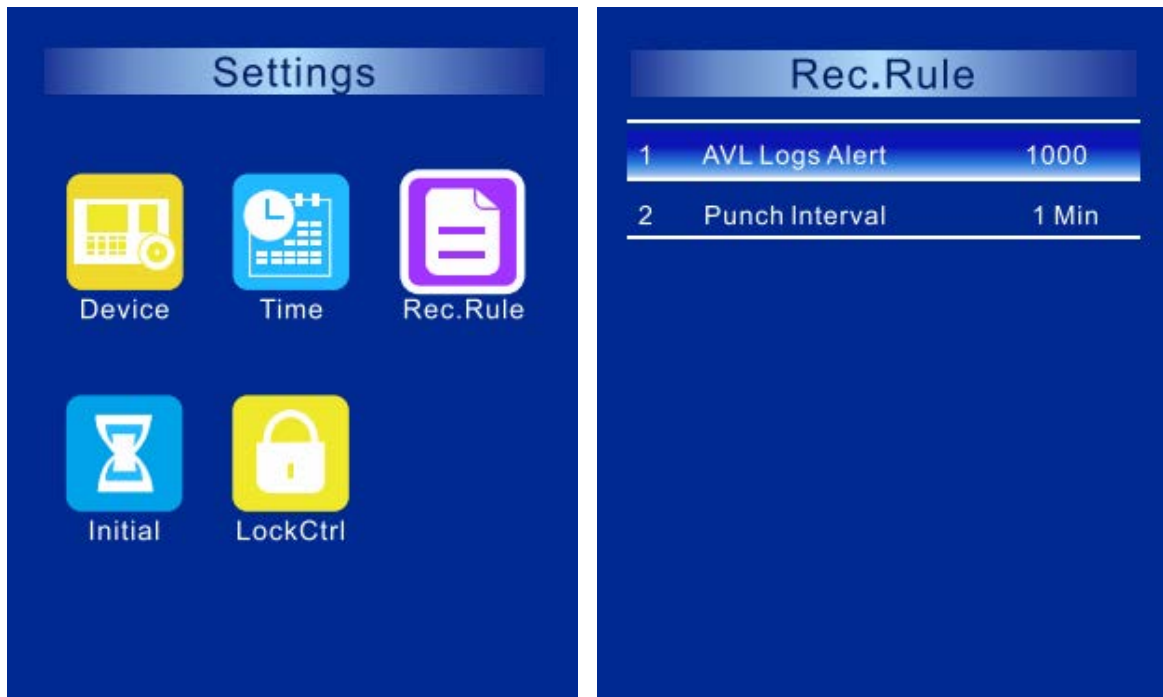 Settings
Device Time Rec.Rule
Initial LockCtrl
Rec.Rule
1 AVL Logs Alert 1000
2 Punch Interval 1 Min